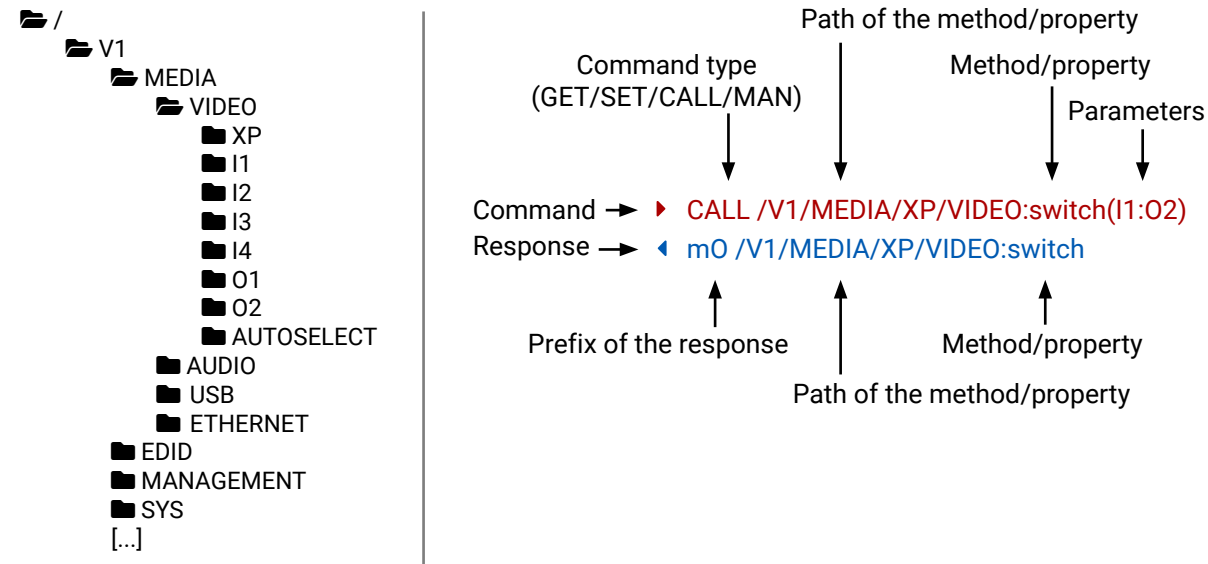 /
V1
MEDIA
VIDEO
XP
I1
I2
I3
I4
O1
O2
AUTOSELECT
AUDIO
USB
ETHERNET
EDID
MANAGEMENT
SYS
[...]
Path of the method/property
Command type
(GET/SET/CALL/MAN)
Method/property
Parameters
Command
CALL /V1/MEDIA/XP/VIDEO:switch(I1:O2)
Response
mO /V1/MEDIA/XP/VIDEO:switch
Prefix of the response
Method/property
Path of the method/property